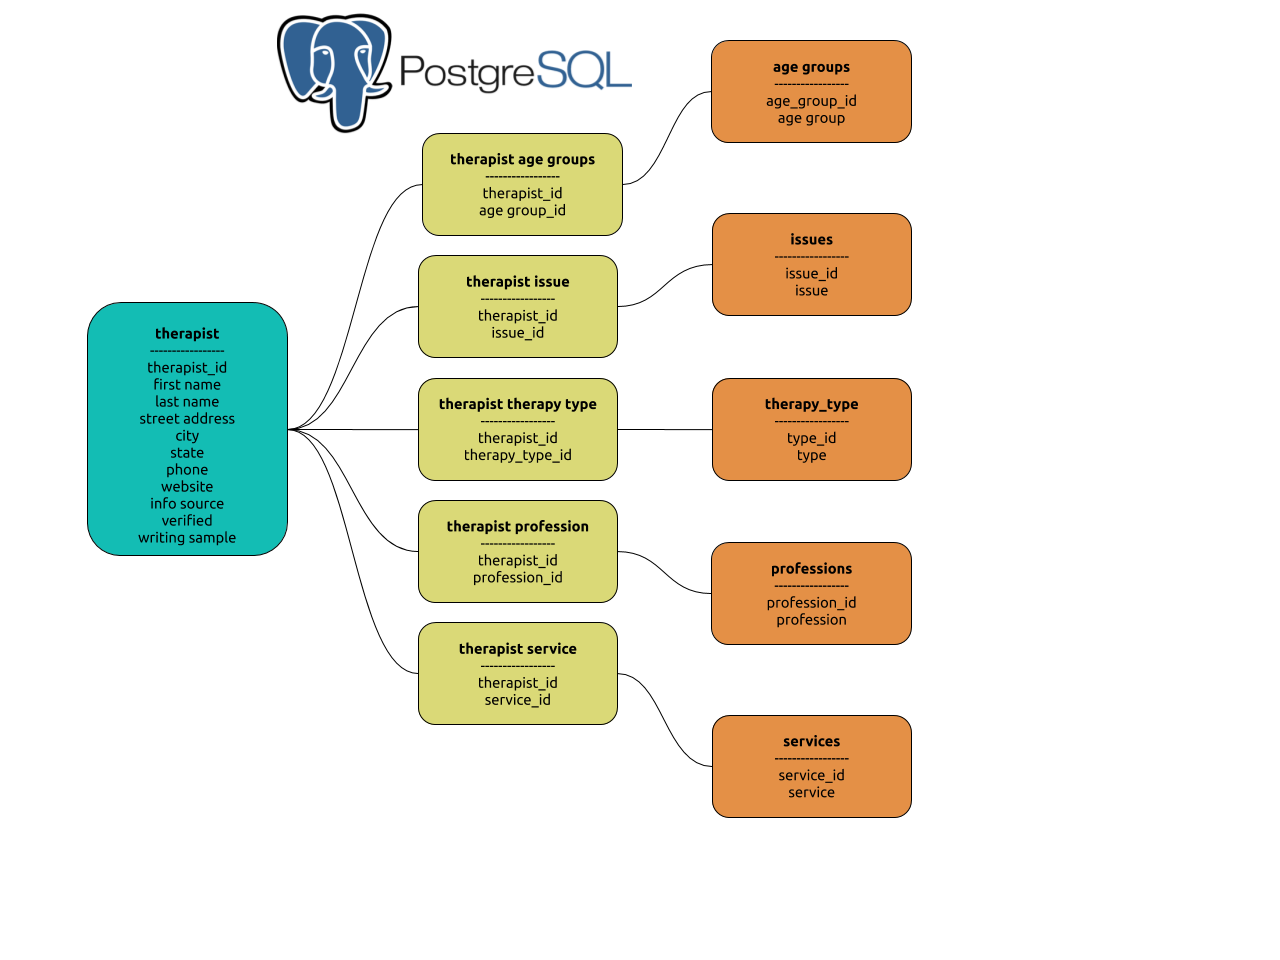 PostgreSQL
age groups
-----------------
age_group_id
age group
therapist age groups
-----------------
therapist_id
age group_id
issues
-----------------
issue_id
issue
therapist issue
-----------------
therapist_id
issue_id
therapist
-----------------
therapist_id
first name
last name
street address
city
state
phone
website
info source
verified
writing sample
therapist therapy type
-----------------
therapist_id
therapy_type_id
therapy_type
-----------------
type_id
type
therapist profession
-----------------
therapist_id
profession_id
professions
-----------------
profession_id
profession
therapist service
-----------------
therapist_id
service_id
services
-----------------
service_id
service